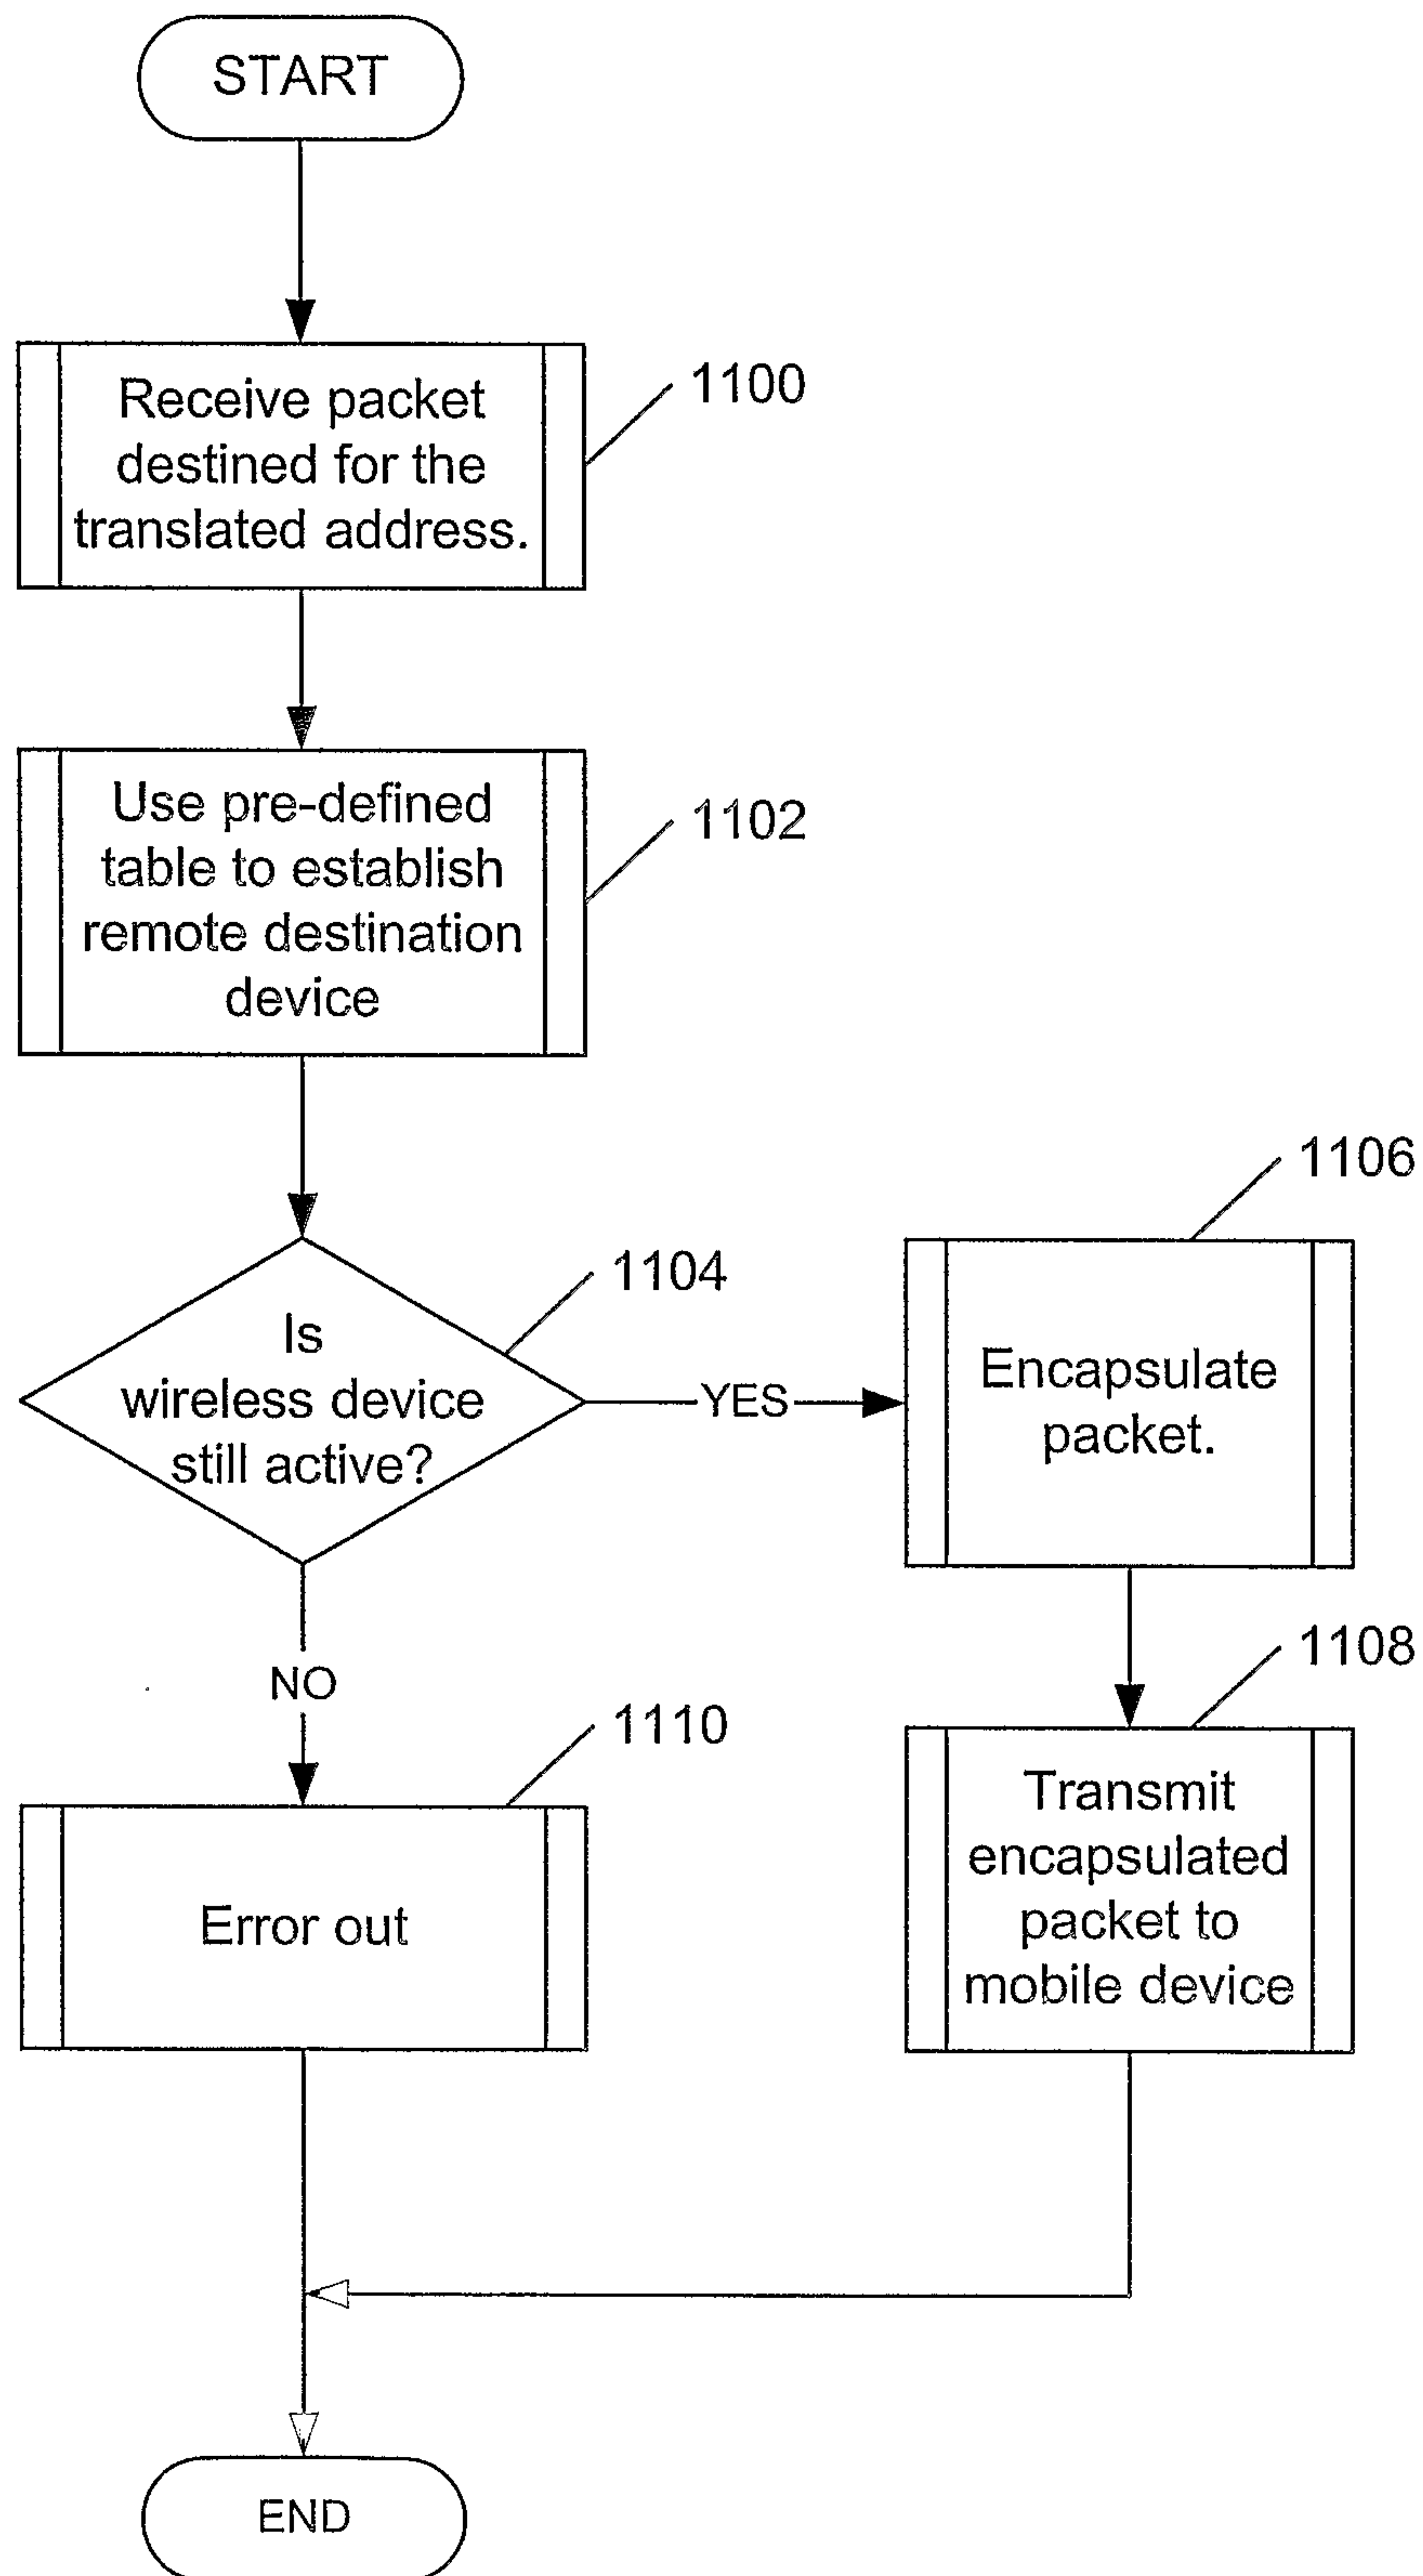 START
Receive packet
destined for the
translated address.
1100
Use pre-defined
table to establish
remote destination
device
1102
Is
wireless device
still active?
1104
YES
1106
Encapsulate
packet.
NO
1108
Transmit
encapsulated
packet to
mobile device
1110
Error out
END